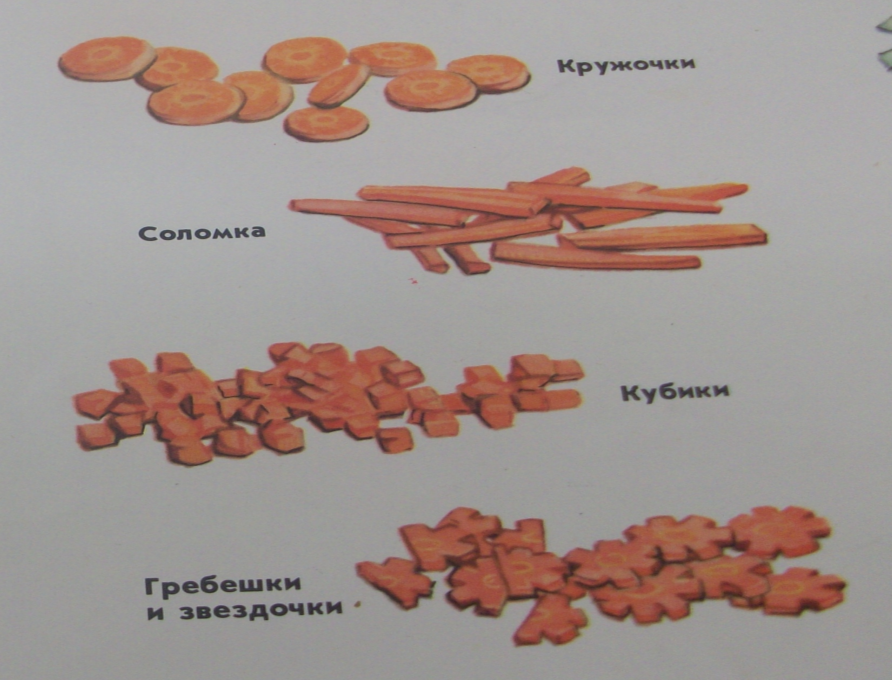 Кружочки
Соломка
Кубики
Гребешки
и звездочки